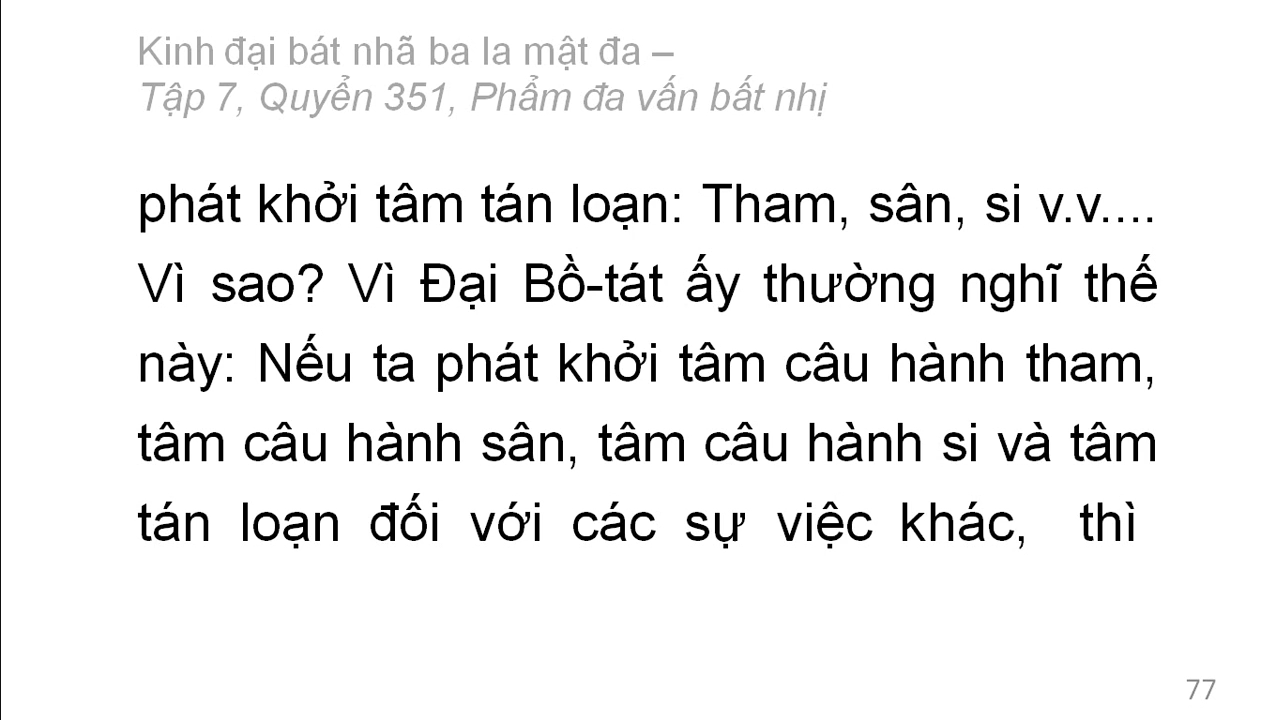 Kinh đại bát nhã ba la mật đa –
Tập 7, Quyển 351, Phẩm đa vấn bất nhị
phát khởi tâm tán loạn: Tham, sân, si v.v....
Vì sao? Vì Đại Bồ-tát ấy thường nghĩ thế
này: Nếu ta phát khởi tâm câu hành tham,
tâm câu hành sân, tâm câu hành si và tâm
tán loạn đối với các sự việc khác, thì
77